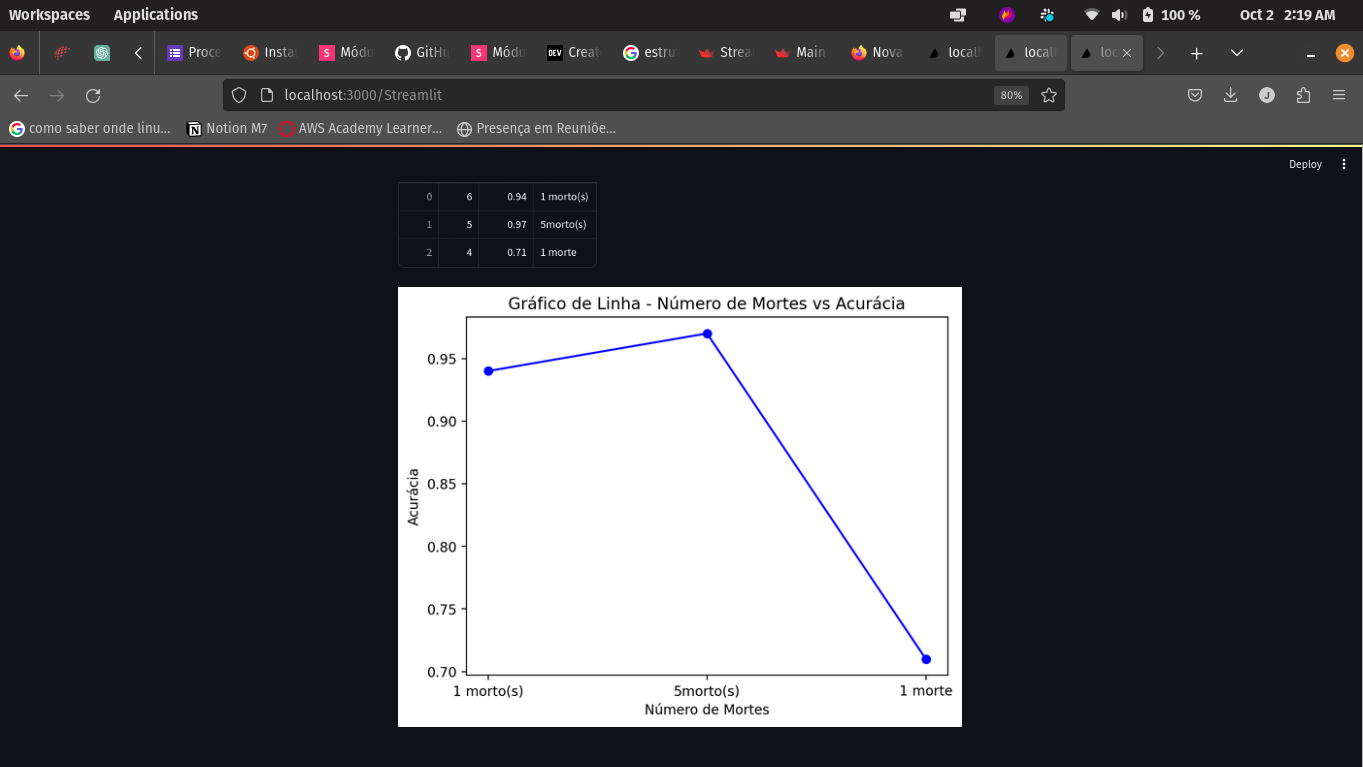 Workspaces Applications 100 % Oct 2 2:19 AM
Proce Insta Módu GitHu Módu DEV Create estru Strea Main Nova localh localh loc
localhost:3000/Streamlit 80% J
como saber onde linu... Notion M7 AWS Academy Learner... Presença em Reuniõe...
Deploy
0 6 0.94 1 morto(s)
1 5 0.97 5morto(s)
2 4 0.71 1 morte
Gráfico de Linha - Número de Mortes vs Acurácia
0.95
0.90
0.85
0.80
0.75
0.70
Acurácia
1 morto(s) 5morto(s) 1 morte
Número de Mortes